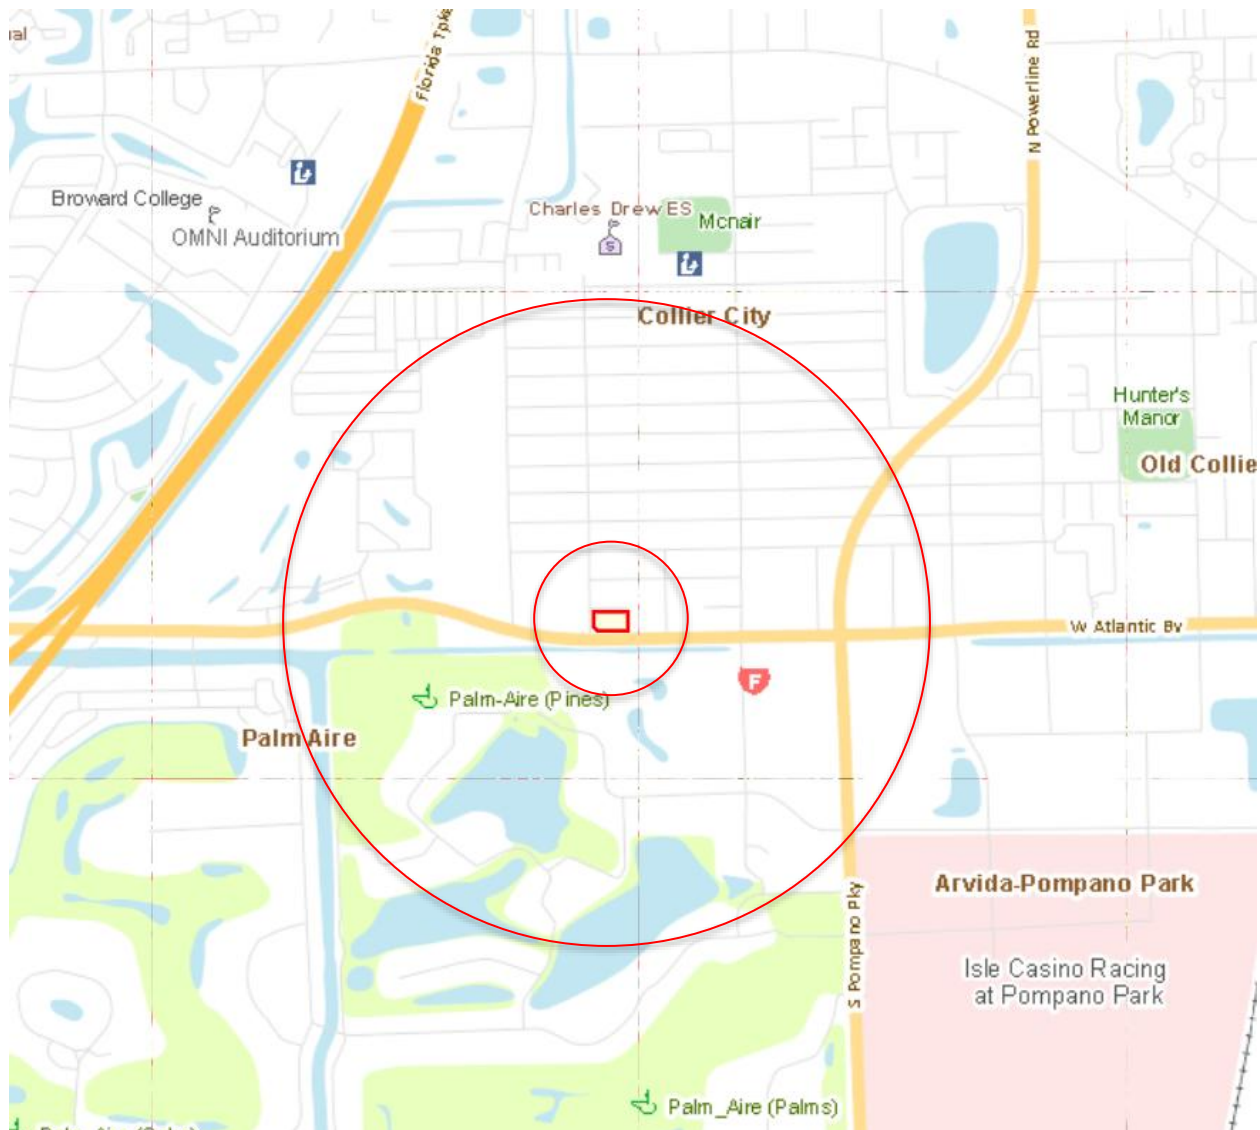 al
Florida Tpke
N Powerline Rd
Broward College
OMNI Auditorium
Charles Drew ES
S
Mcnair
Collier City
Hunter's
Manor
Old Collie
W Atlantic Bv
F
Palm-Aire (Pines)
Palm Aire
Arvida-Pompano Park
S Pompano Pky
Isle Casino Racing
at Pompano Park
Palm_Aire (Palms)